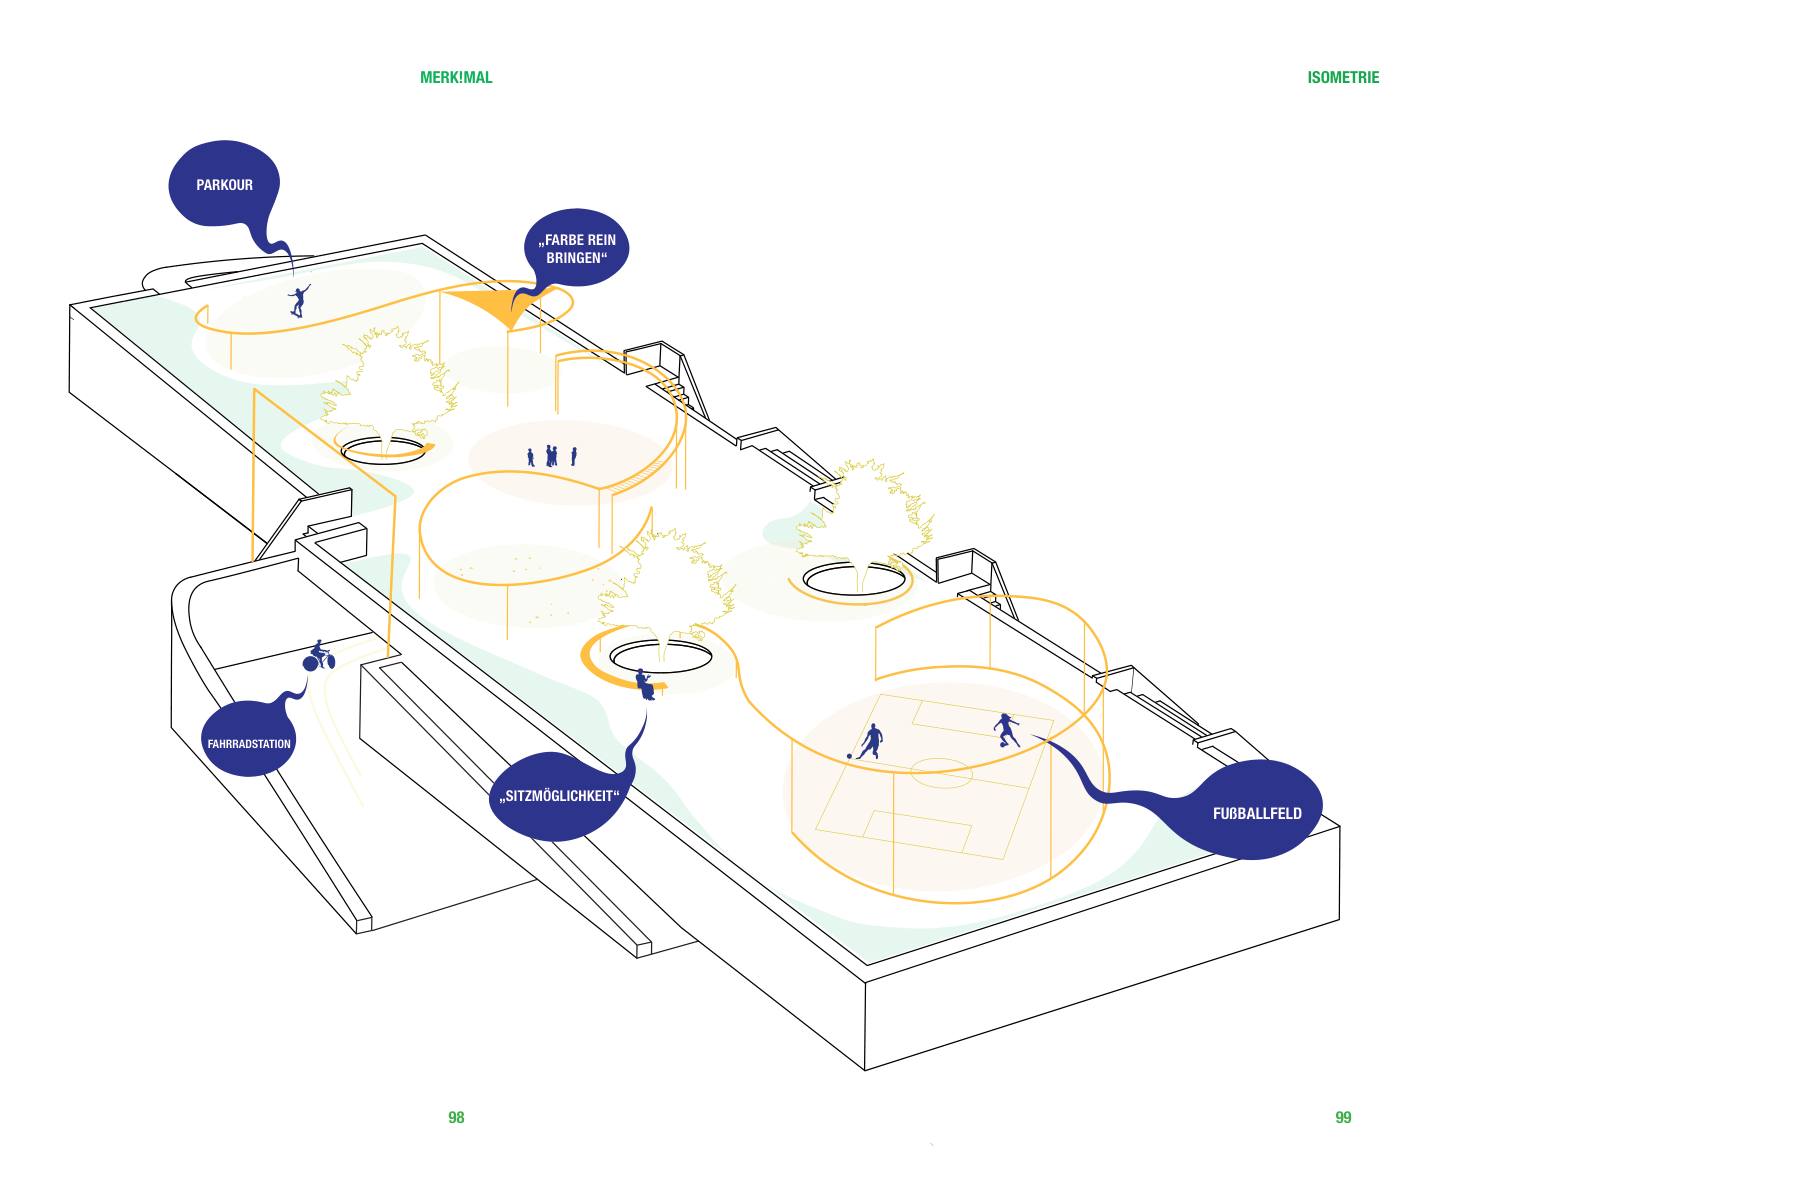 MERK!MAL
ISOMETRIE
PARKOUR
„FARBE REIN
BRINGEN“
FAHRRADSTATION
„SITZMÖGLICHKEIT“
FUßBALLFELD
98
99